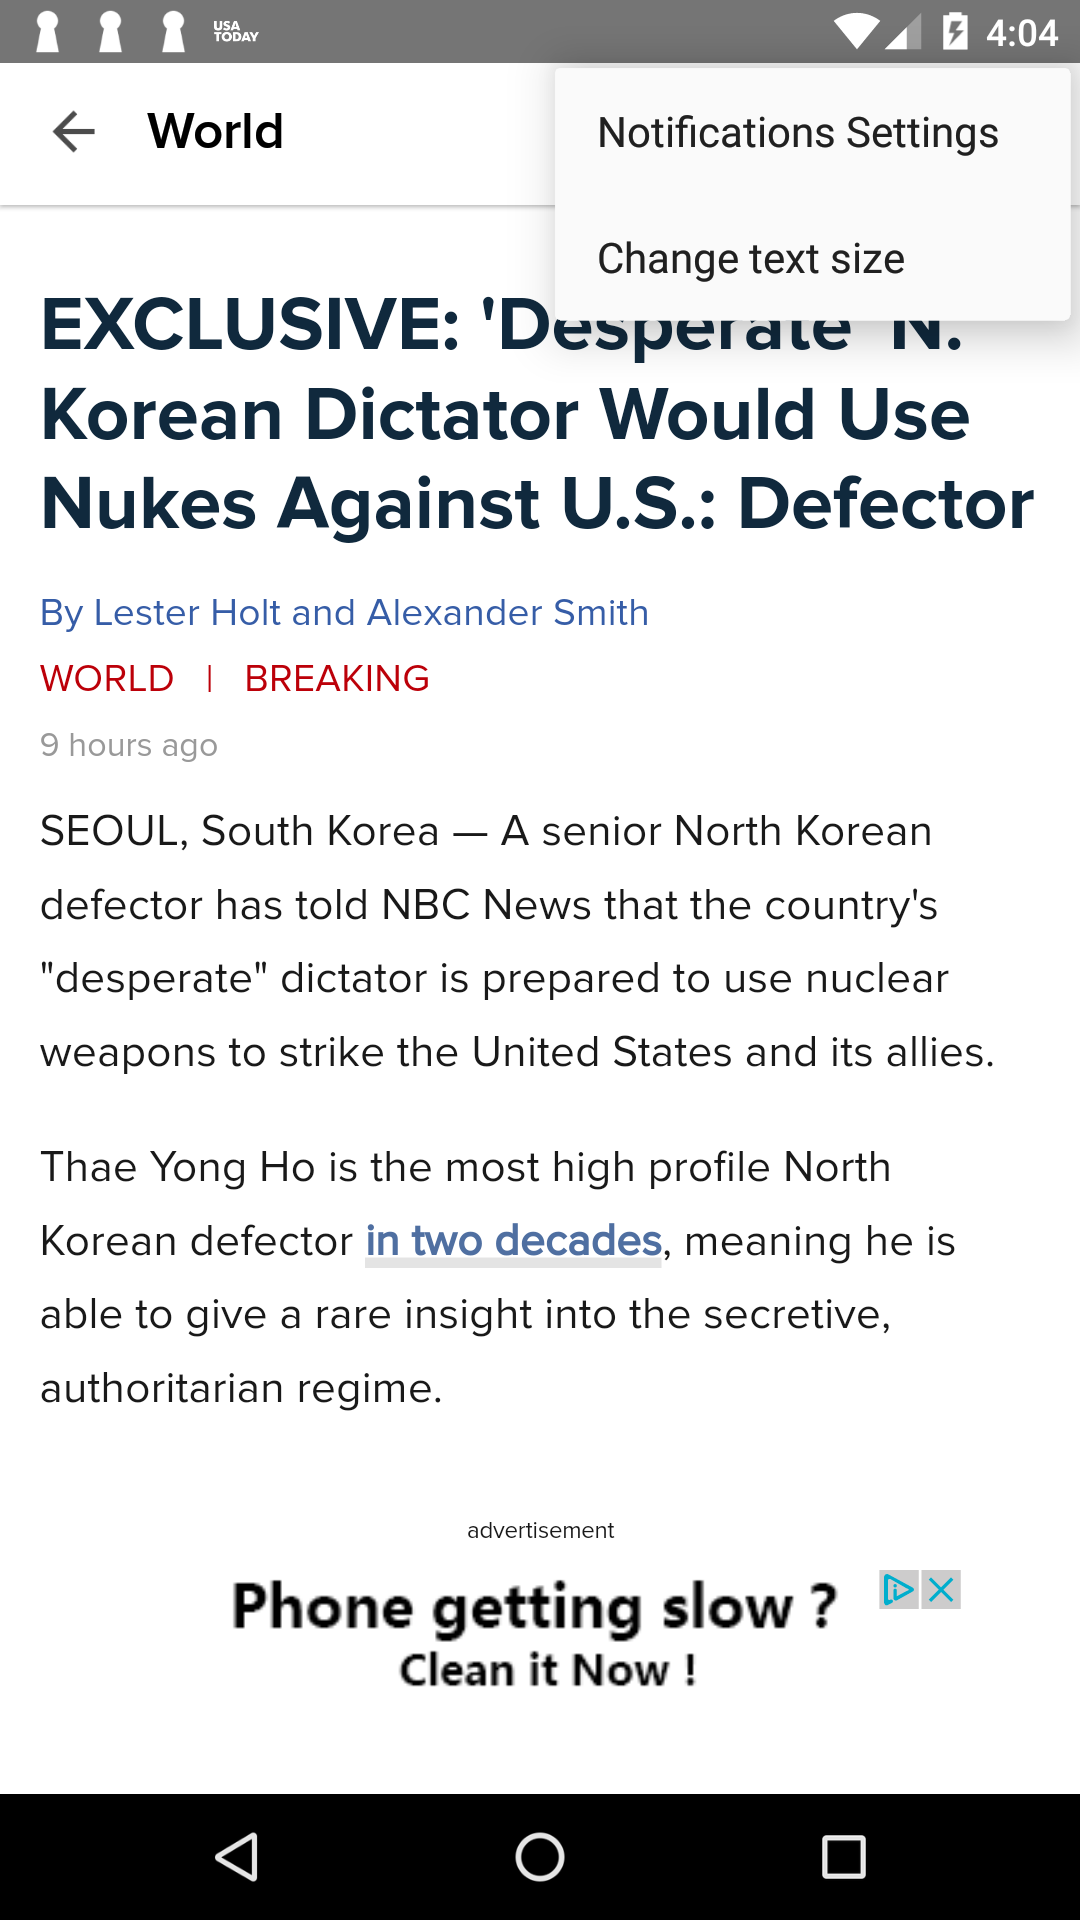 USA
TODAY
4:04
World
Notifications Settings
Change text size
EXCLUSIVE: 'Desperate' N.
Korean Dictator Would Use
Nukes Against U.S.: Defector
By Lester Holt and Alexander Smith
WORLD | BREAKING
9 hours ago
SEOUL, South Korea — A senior North Korean
defector has told NBC News that the country's
"desperate" dictator is prepared to use nuclear
weapons to strike the United States and its allies.
Thae Yong Ho is the most high profile North
Korean defector in two decades, meaning he is
able to give a rare insight into the secretive,
authoritarian regime.
advertisement
Phone getting slow ?
Clean it Now !